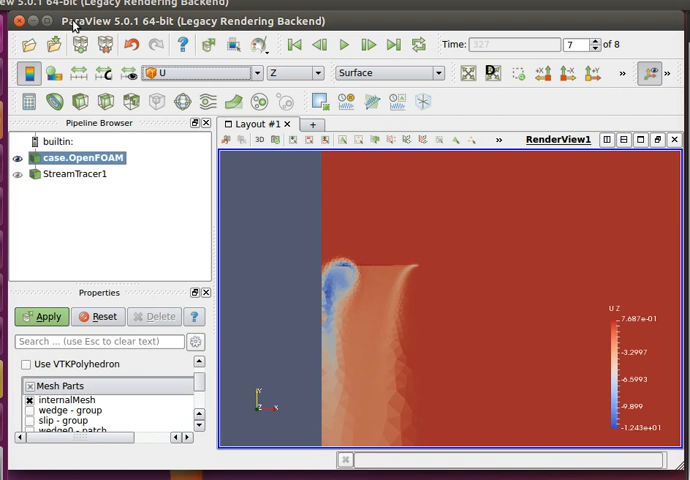 ew 5.0.1 64-bit (Legacy Rendering Backend)
ParaView 5.0.1 64-bit (Legacy Rendering Backend)
Time: 327 7 of 8
U Z Surface
Pipeline Browser
Layout #1
3D
RenderView1
builtin:
case.OpenFOAM
StreamTracer1
Properties
Apply Reset Delete ?
Search ... (use Esc to clear text)
Use VTKPolyhedron
Mesh Parts
internalMesh
wedge - group
slip - group
wedge0 - patch
U Z
7.687e-01
-3.2997
-6.5993
-9.899
-1.243e+01
Y
Z X